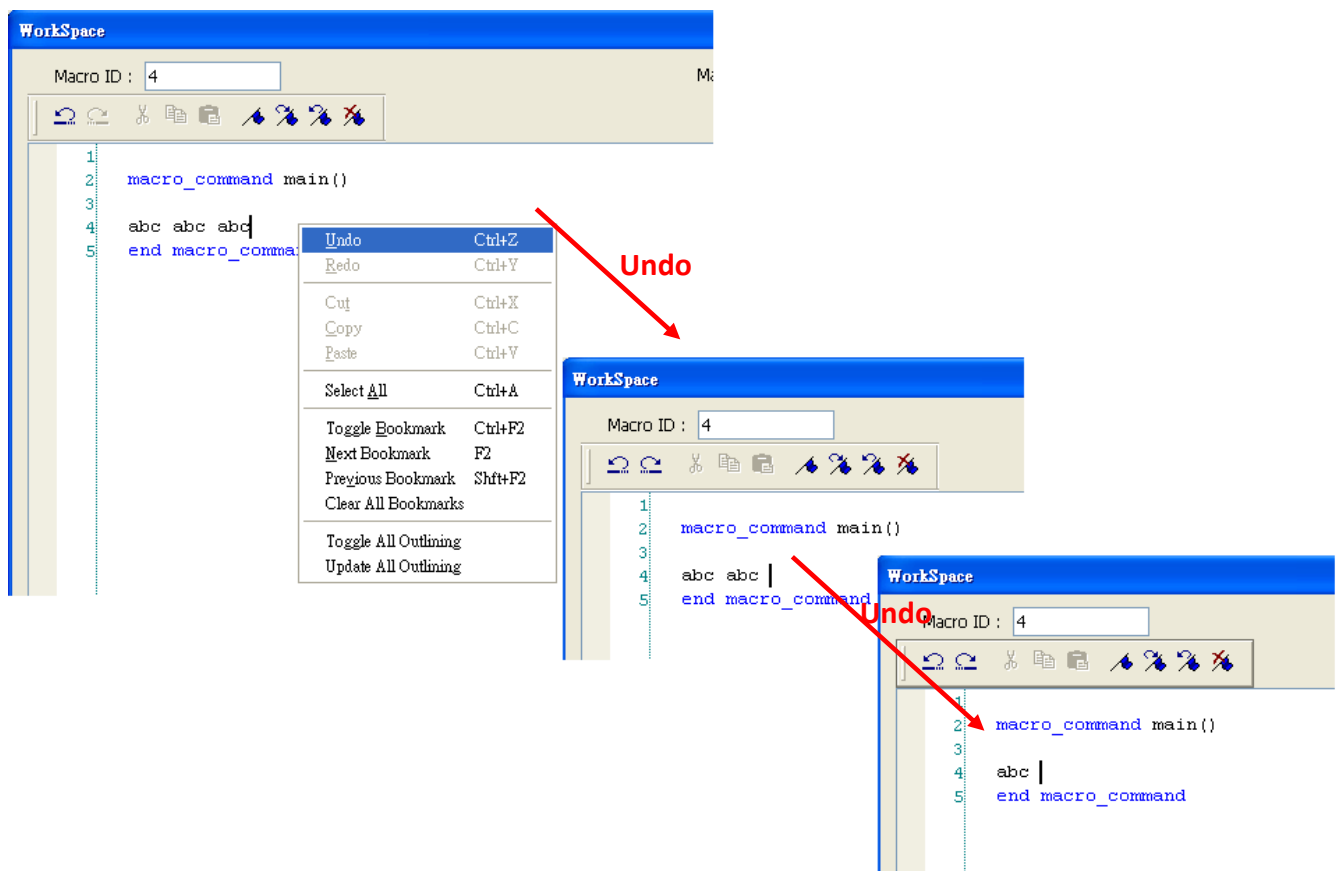 WorkSpace
Macro ID : 4
Ma
1
2 macro_command main()
3
4 abc abc abc
5 end macro_comma
Undo Ctrl+Z
Redo Ctrl+Y
Cut Ctrl+X
Copy Ctrl+C
Paste Ctrl+V
Select All Ctrl+A
Toggle Bookmark Ctrl+F2
Next Bookmark F2
Previous Bookmark Shft+F2
Clear All Bookmarks
Toggle All Outlining
Update All Outlining
Undo
WorkSpace
Macro ID : 4
1
2 macro_command main()
3
4 abc abc
5 end macro_command
Undo
WorkSpace
Macro ID : 4
1
2 macro_command main()
3
4 abc
5 end macro_command